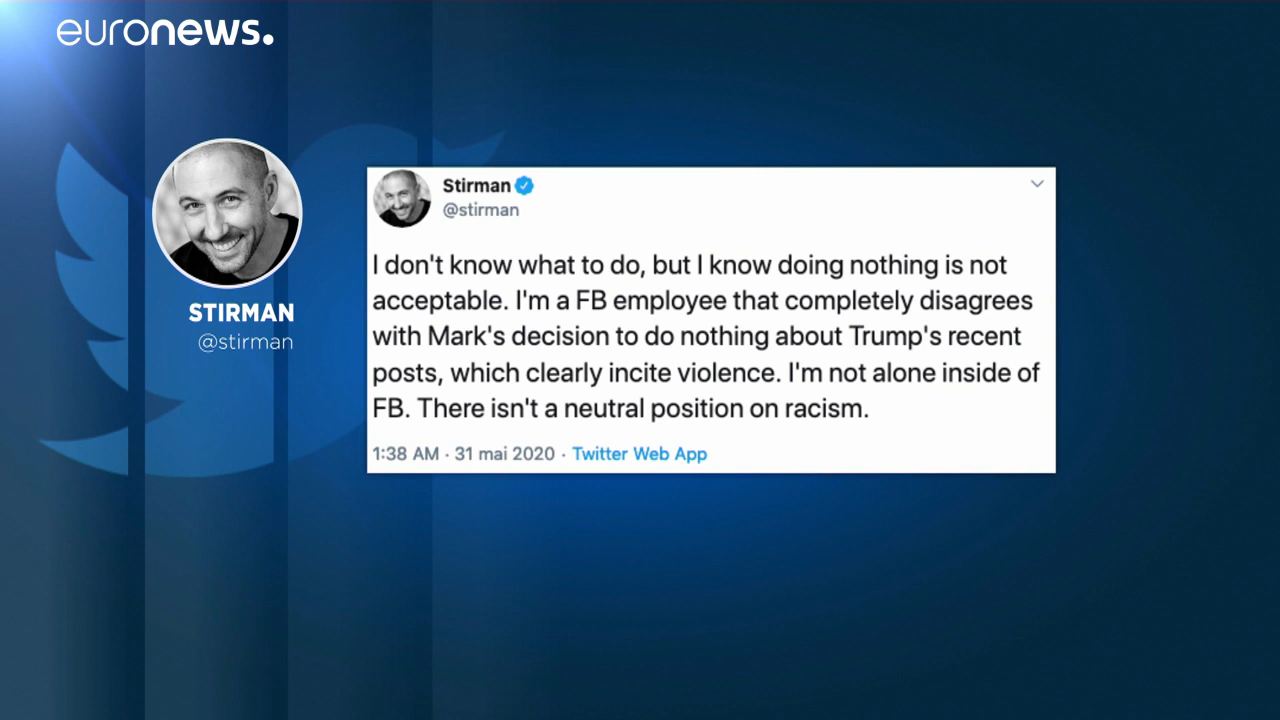 euronews.
STIRMAN
@stirman
Stirman
@stirman
I don't know what to do, but I know doing nothing is not
acceptable. I'm a FB employee that completely disagrees
with Mark's decision to do nothing about Trump's recent
posts, which clearly incite violence. I'm not alone inside of
FB. There isn't a neutral position on racism.
1:38 AM · 31 mai 2020 · Twitter Web App